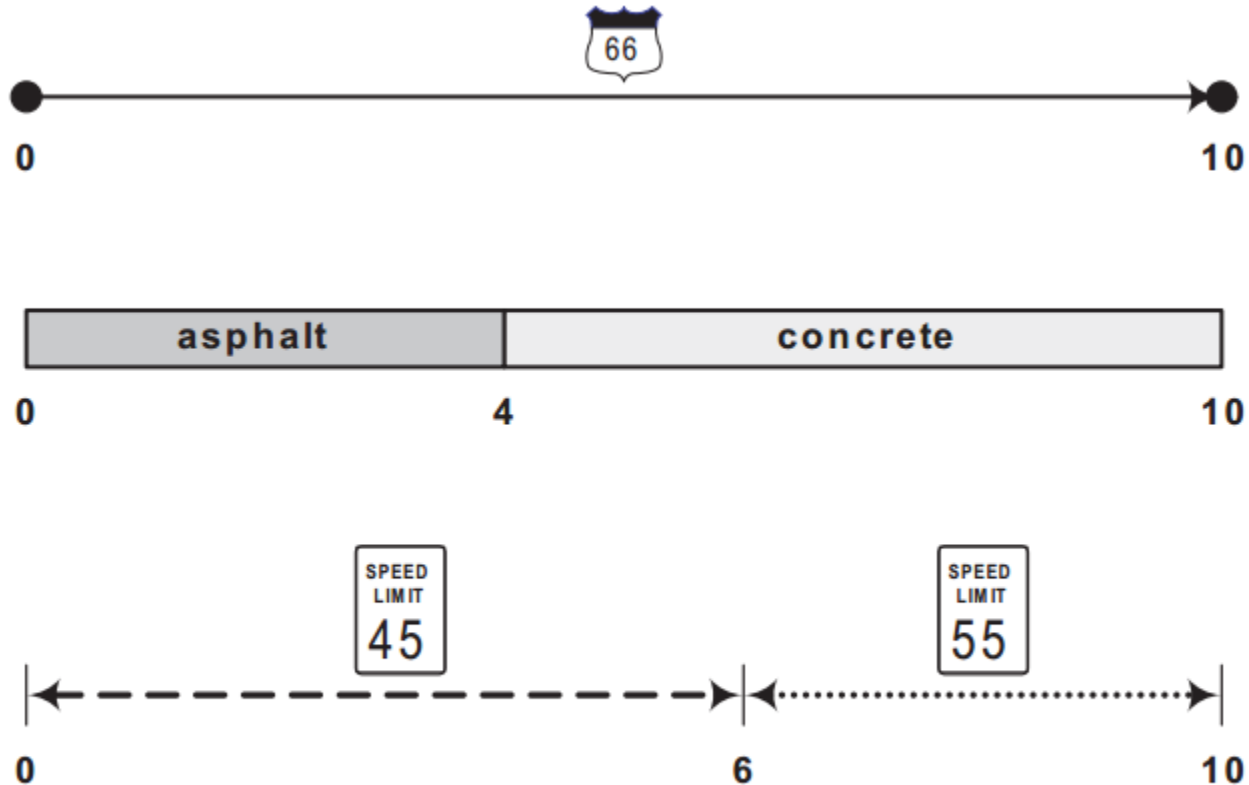 66
0 10
asphalt concrete
0 4 10
SPEED SPEED
LIMIT LIMIT
45 55
0 6 10